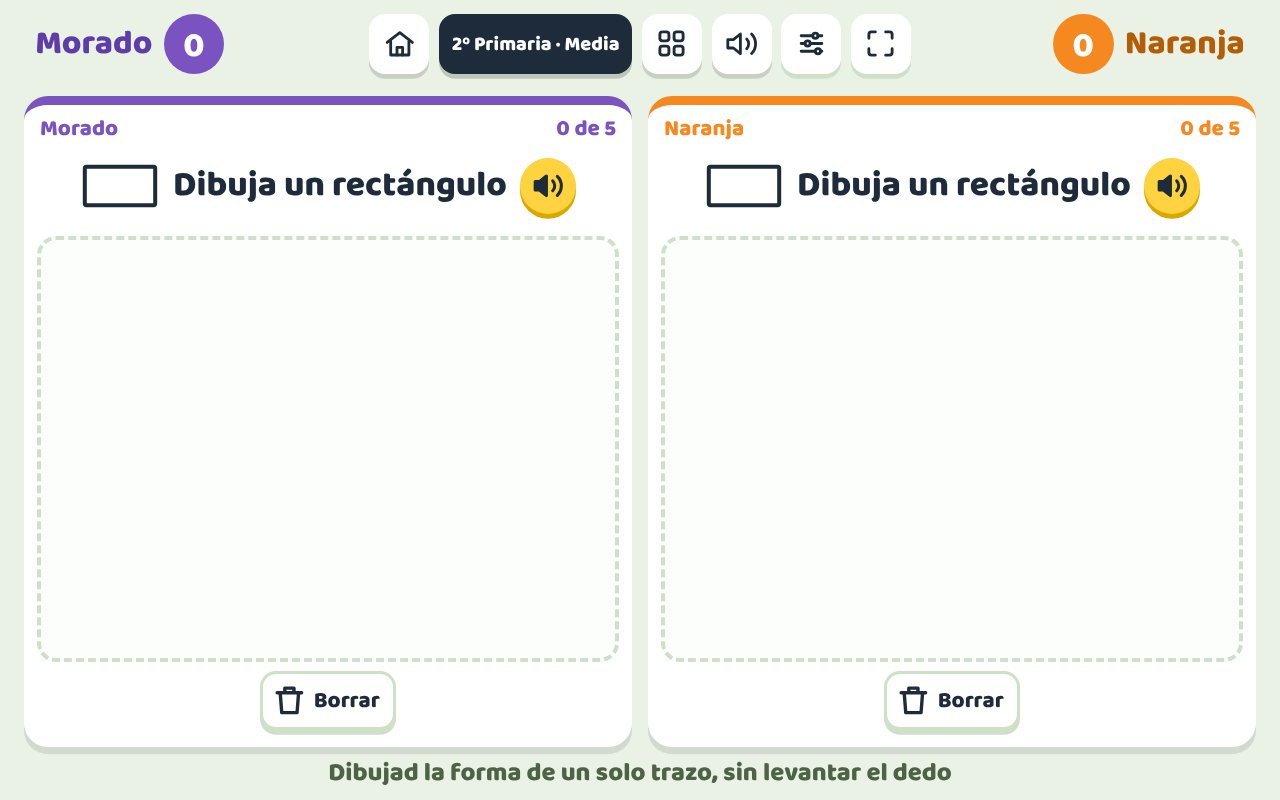 Morado 0
2º Primaria · Media
0 Naranja
Morado 0 de 5
Dibuja un rectángulo
Borrar
Naranja 0 de 5
Dibuja un rectángulo
Borrar
Dibujad la forma de un solo trazo, sin levantar el dedo